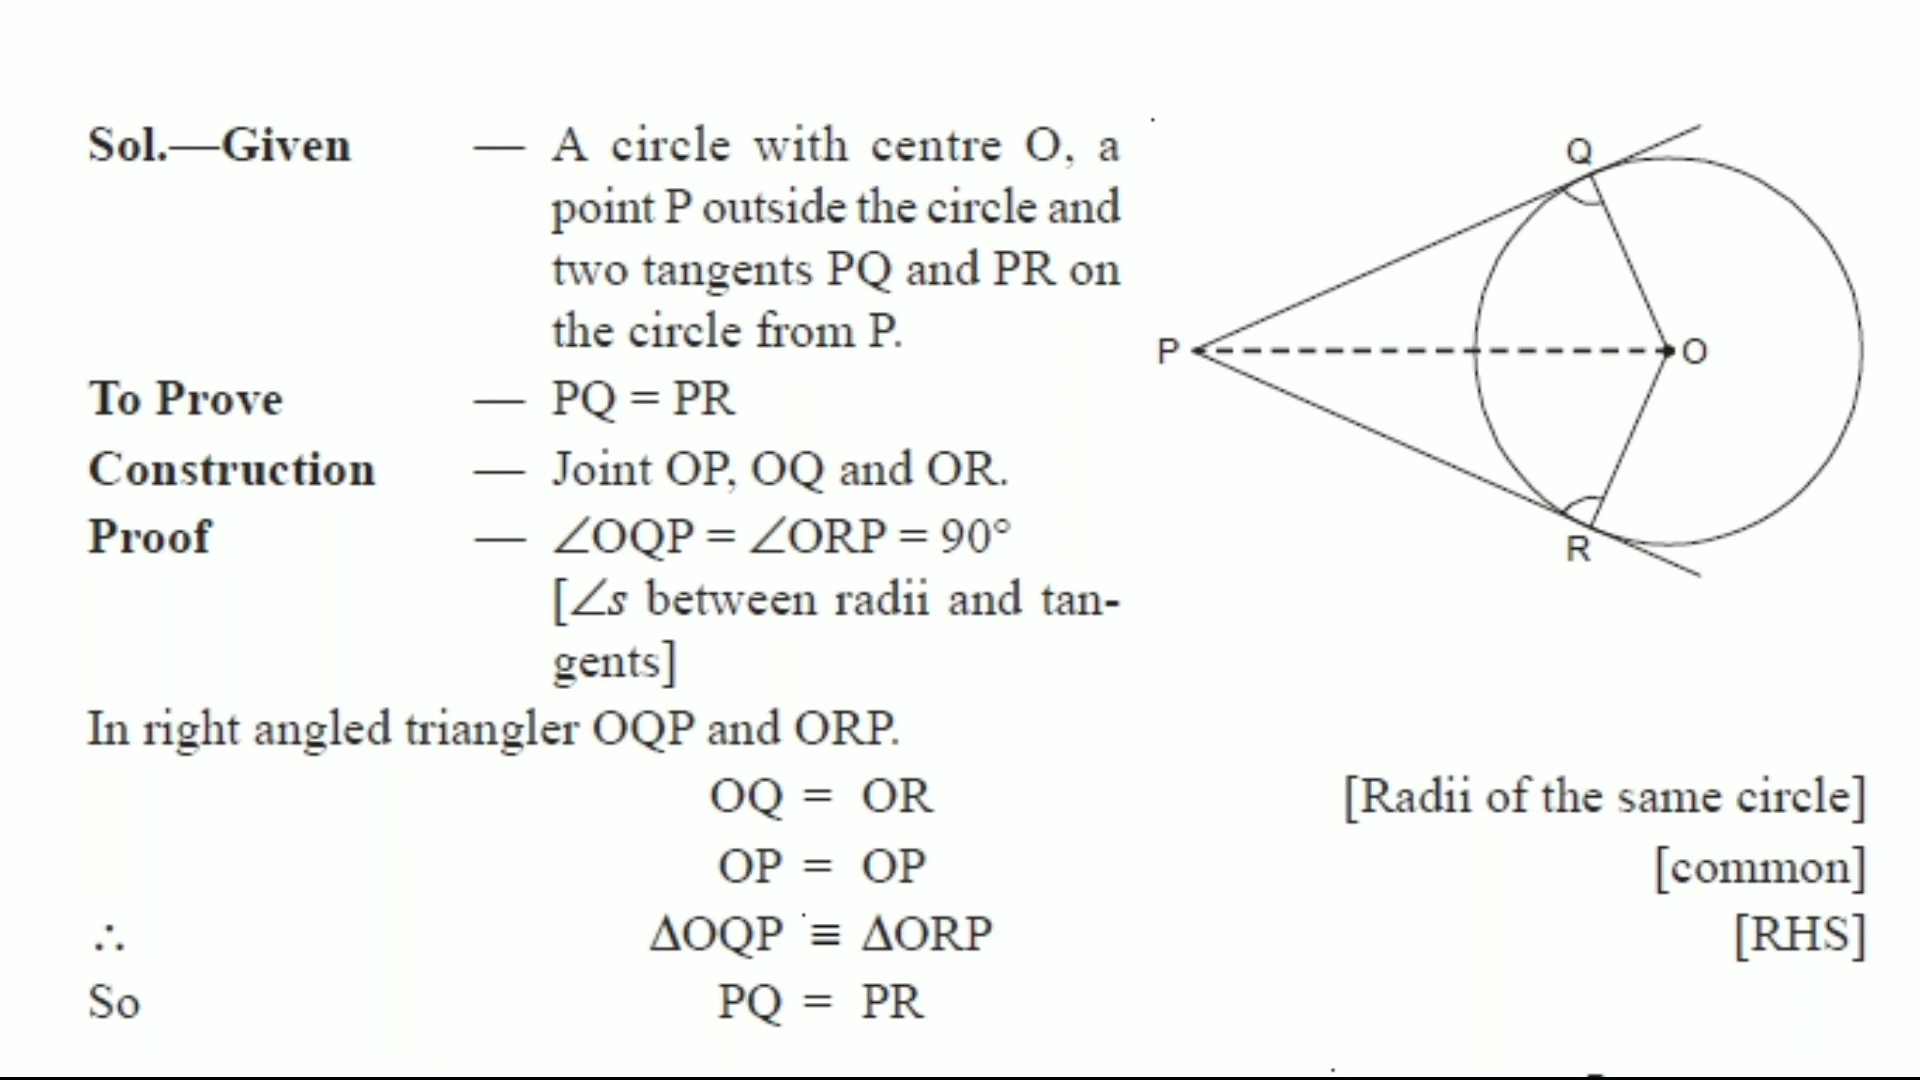 Sol.—Given — A circle with centre O, a
point P outside the circle and
two tangents PQ and PR on
the circle from P.
To Prove — PQ = PR
Construction — Joint OP, OQ and OR.
Proof — ∠OQP = ∠ORP = 90°
[∠s between radii and tan-
gents]
In right angled triangler OQP and ORP.
OQ = OR [Radii of the same circle]
OP = OP [common]
∴ ΔOQP ≡ ΔORP [RHS]
So PQ = PR
Q
P
O
R